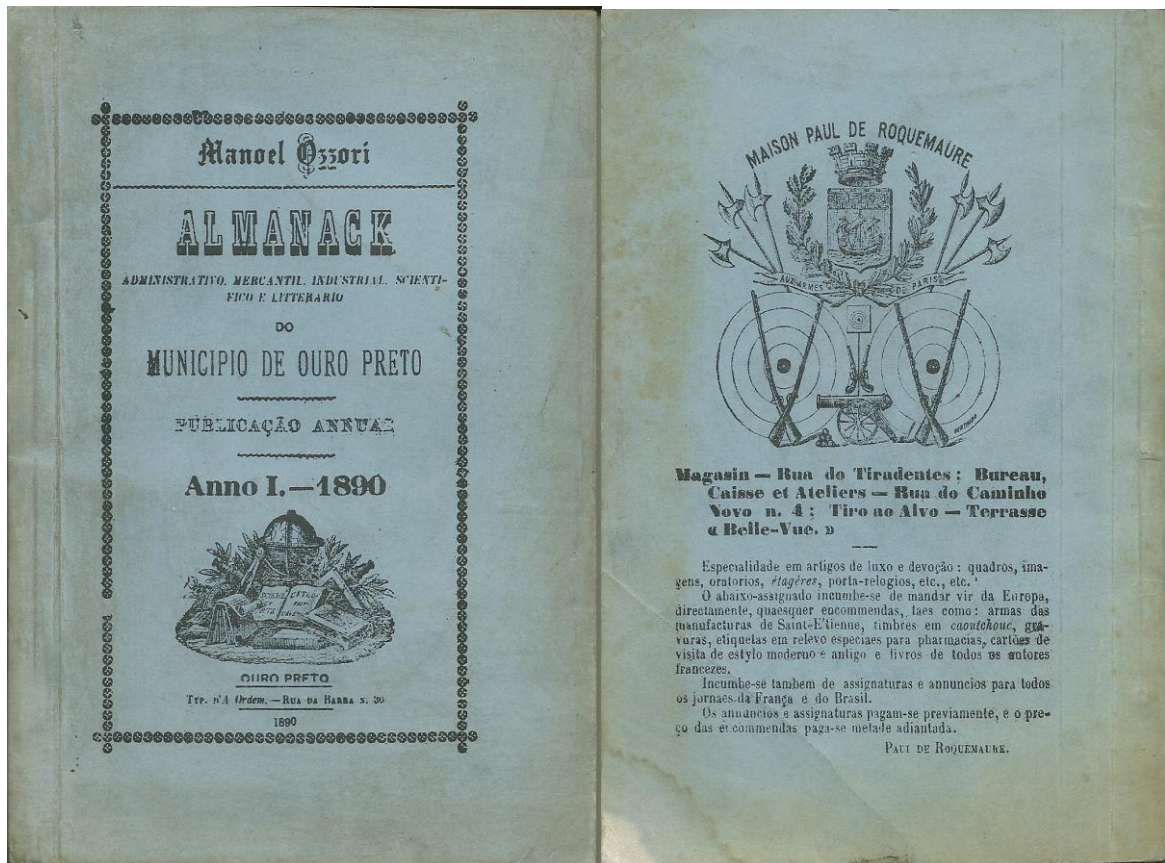 Manoel Ozzori
ALMANACK
ADMINISTRATIVO, MERCANTIL, INDUSTRIAL, SCIENTI-
FICO E LITTERARIO
DO
MUNICIPIO DE OURO PRETO
PUBLICAÇÃO ANNUAL
Anno I.—1890
OURO PRETO
TYP. D'A Ordem.—RUA DA BARRA N. 30
1890
MAISON PAUL DE ROQUEMAURE
AUX ARMES DE PARIS
Magasin — Rua do Tiradentes; Bureau,
Caisse et Ateliers — Rua do Caminho
Novo n. 4; Tiro ao Alvo — Terrasse
« Belle-Vue. »
Especialidade em artigos de luxo e devoção: quadros, ima-
gens, oratorios, étagères, porta-relogios, etc., etc.
O abaixo-assignado incumbe-se de mandar vir da Europa,
directamente, quaesquer encommendas, taes como: armas das
manufacturas de Saint-E'tienne, timbres em caoutchouc, gra-
vuras, etiquetas em relevo especiaes para pharmacias, cartões de
visita de estylo moderno e antigo e livros de todos os autores
francezes.
Incumbe-se tambem de assignaturas e annuncios para todos
os jornaes da França e do Brasil.
Os annuncios e assignaturas pagam-se previamente, e o pre-
ço das encommendas paga-se metade adiantada.
PAUL DE ROQUEMAURE.